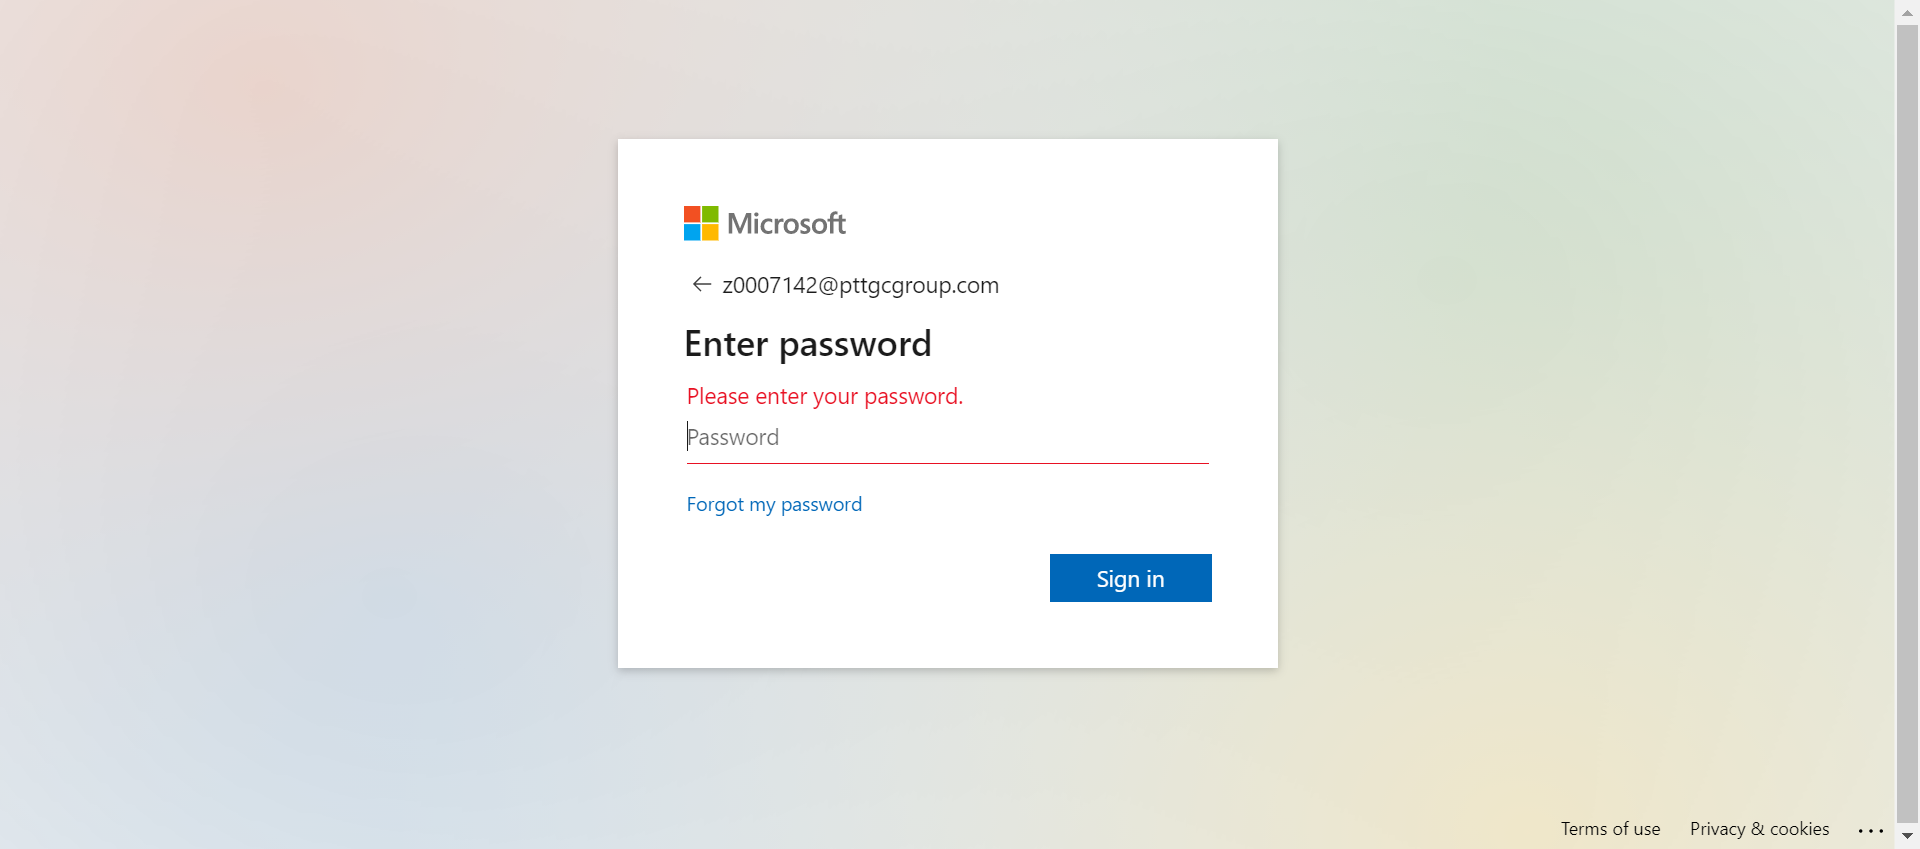 Microsoft
z0007142@pttgcgroup.com
Enter password
Please enter your password.
Password
Forgot my password
Sign in
Terms of use Privacy & cookies ...